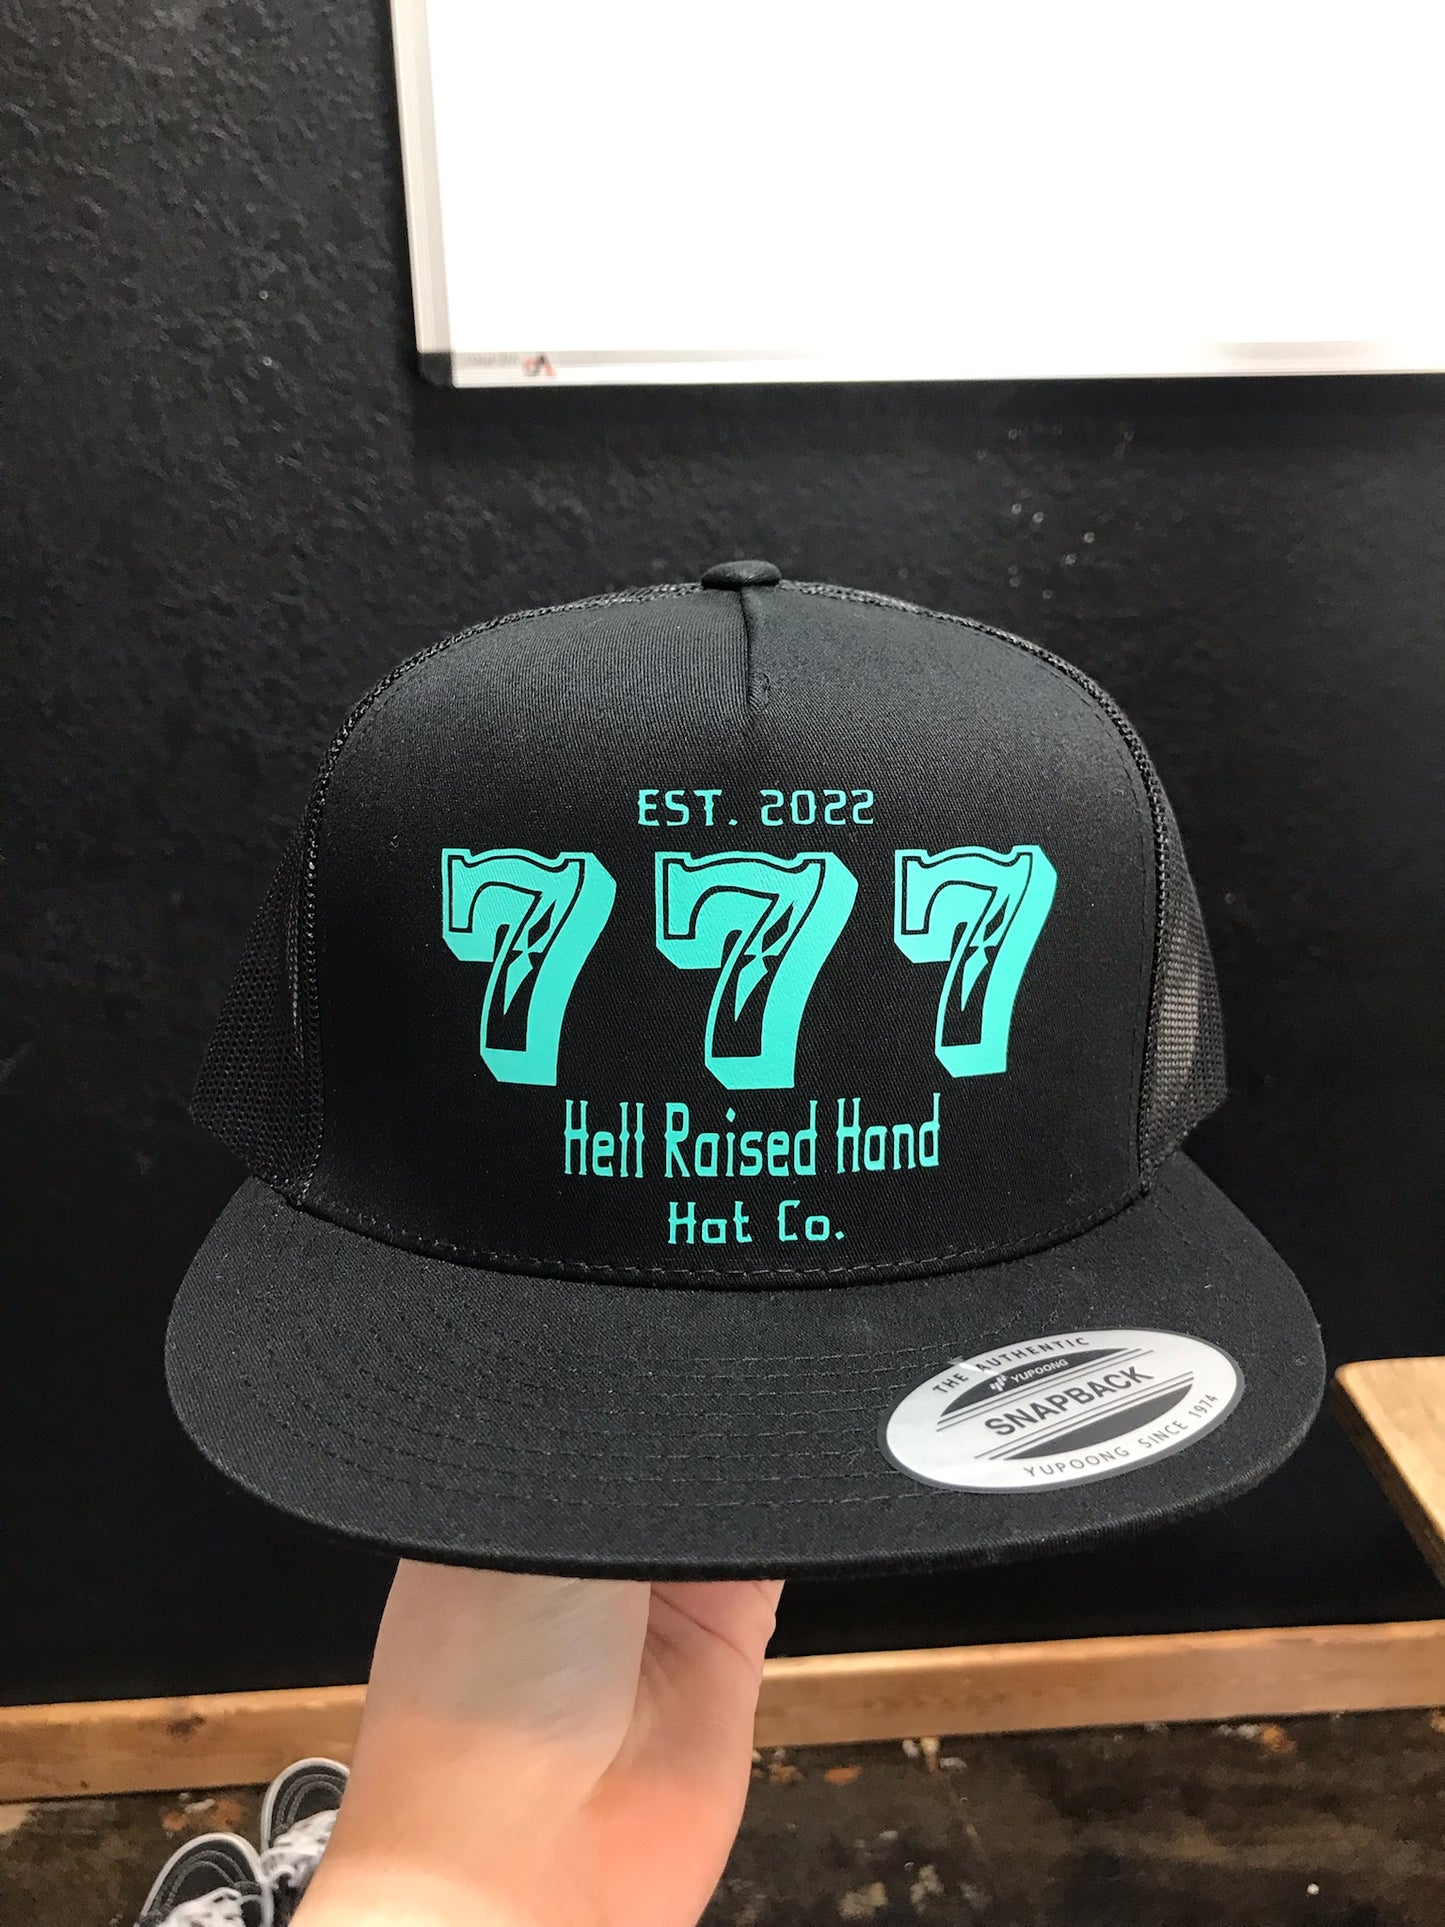 EST. 2022
777
Hell Raised Hand
Hat Co.
THE AUTHENTIC
YUPOONG
SNAPBACK
YUPOONG SINCE 1974